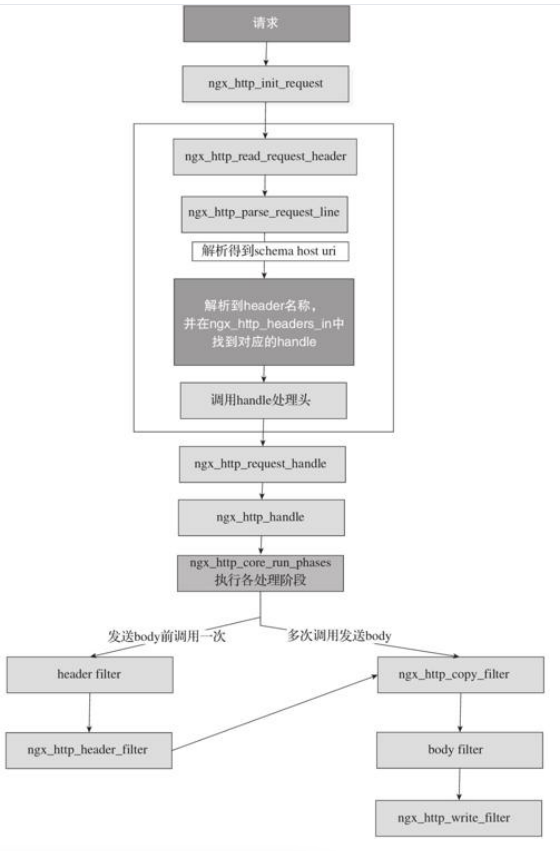 请求
ngx_http_init_request
ngx_http_read_request_header
ngx_http_parse_request_line
解析得到schema host uri
解析到header名称，
并在ngx_http_headers_in中
找到对应的handle
调用handle处理头
ngx_http_request_handle
ngx_http_handle
ngx_http_core_run_phases
执行各处理阶段
发送body前调用一次
多次调用发送body
header filter
ngx_http_copy_filter
ngx_http_header_filter
body filter
ngx_http_write_filter